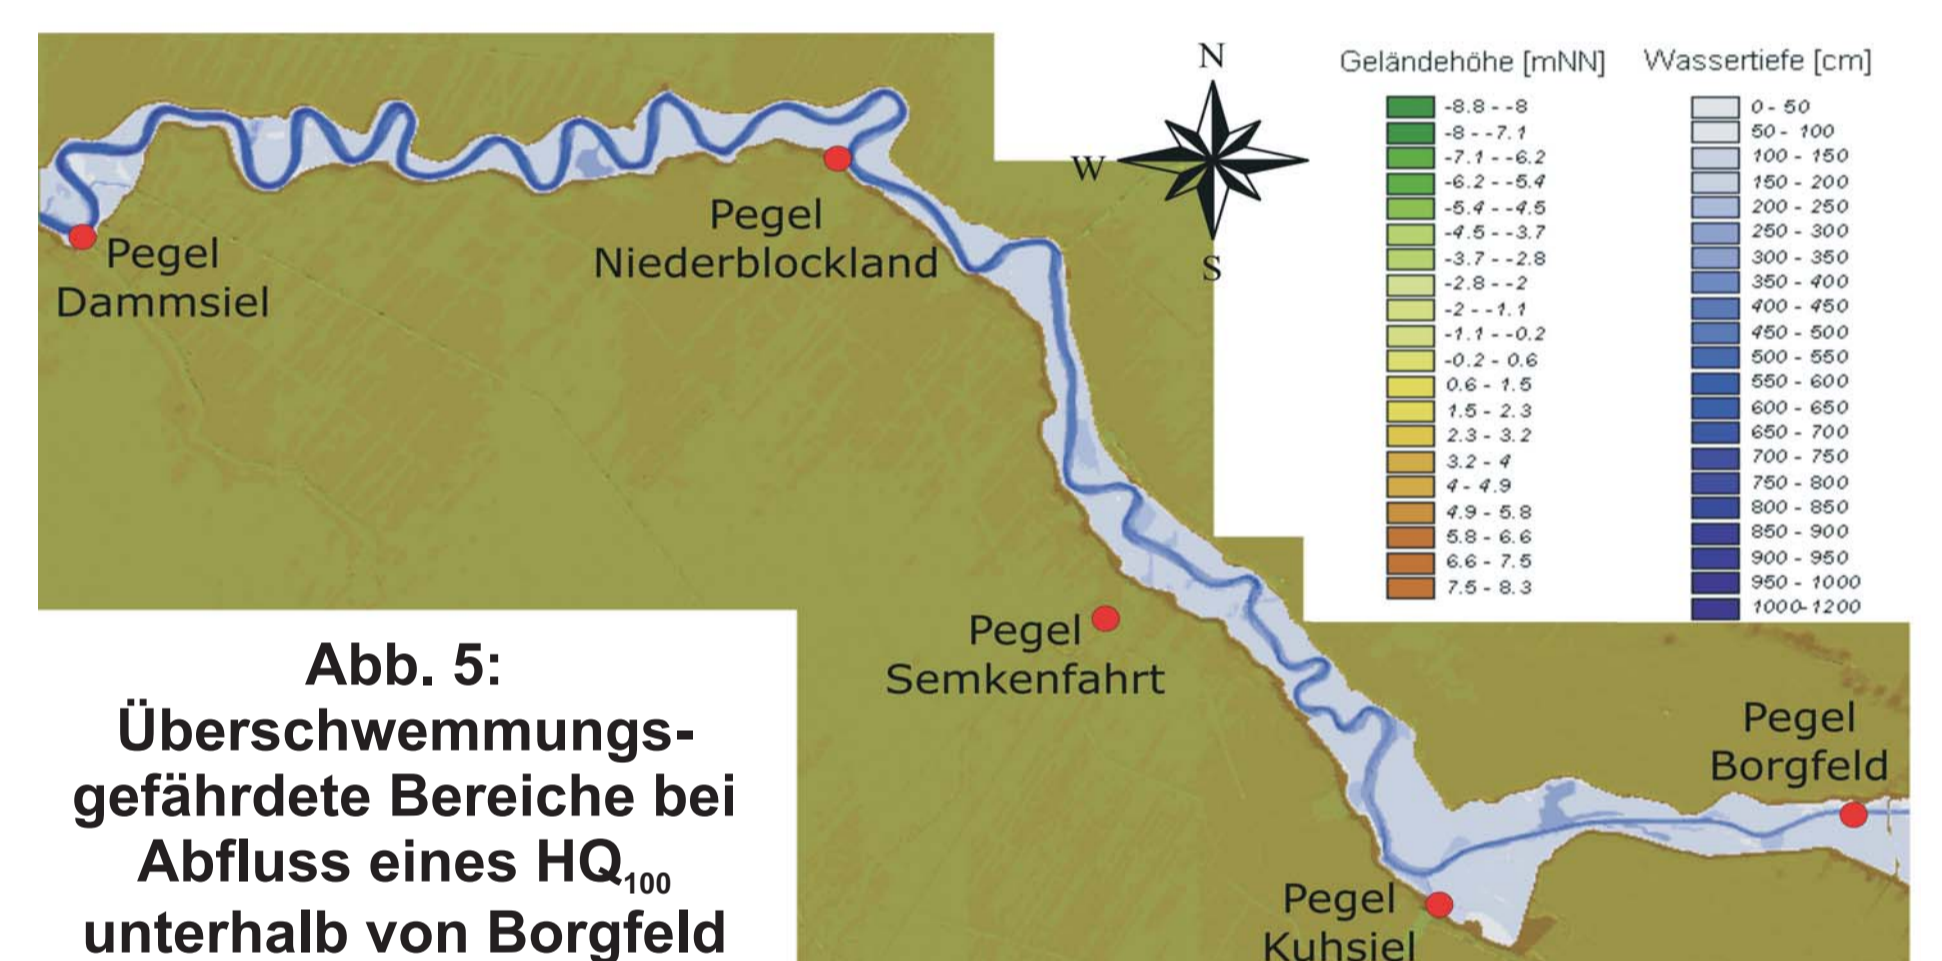 N
W
S
Geländehöhe [mNN]
-8.8 - -8
-8 - -7.1
-7.1 - -6.2
-6.2 - -5.4
-5.4 - -4.5
-4.5 - -3.7
-3.7 - -2.8
-2.8 - -2
-2 - -1.1
-1.1 - -0.2
-0.2 - 0.6
0.6 - 1.5
1.5 - 2.3
2.3 - 3.2
3.2 - 4
4 - 4.9
4.9 - 5.8
5.8 - 6.6
6.6 - 7.5
7.5 - 8.3
Wassertiefe [cm]
0 - 50
50 - 100
100 - 150
150 - 200
200 - 250
250 - 300
300 - 350
350 - 400
400 - 450
450 - 500
500 - 550
550 - 600
600 - 650
650 - 700
700 - 750
750 - 800
800 - 850
850 - 900
900 - 950
950 - 1000
1000-1200
Pegel
Dammsiel
Pegel
Niederblockland
Pegel
Semkenfahrt
Pegel
Borgfeld
Pegel
Kuhsiel
Abb. 5:
Überschwemmungs-
gefährdete Bereiche bei
Abfluss eines HQ100
unterhalb von Borgfeld